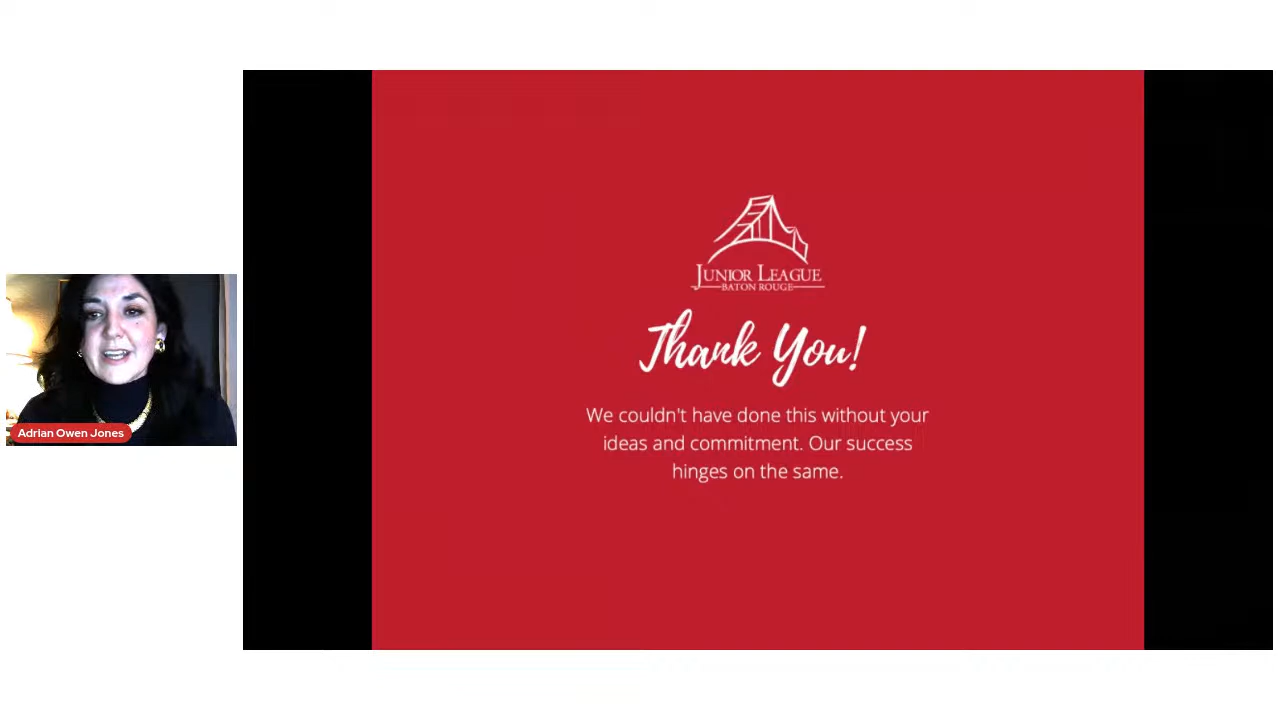 Adrian Owen Jones
JUNIOR LEAGUE
BATON ROUGE
Thank You!
We couldn't have done this without your
ideas and commitment. Our success
hinges on the same.